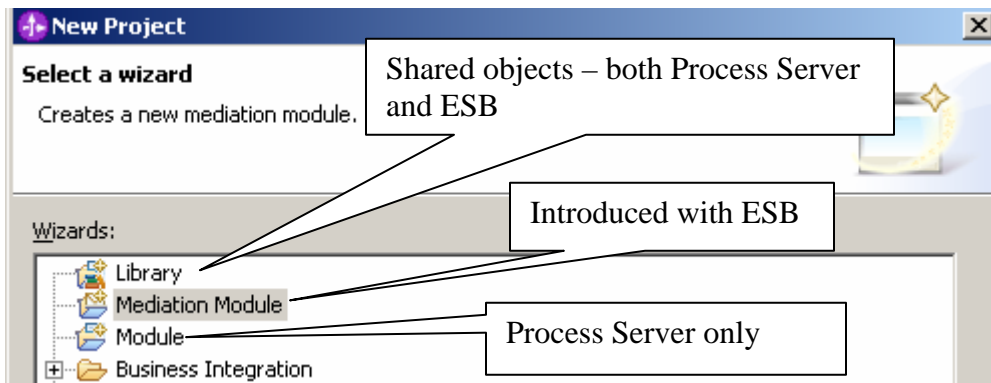 New Project
Select a wizard
Creates a new mediation module.
Shared objects – both Process Server
and ESB
Introduced with ESB
Wizards:
Library
Mediation Module
Module
Process Server only
Business Integration